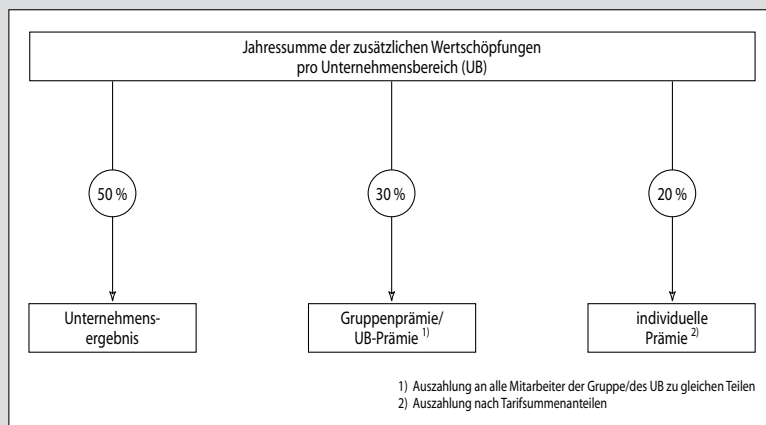 Jahressumme der zusätzlichen Wertschöpfungen
pro Unternehmensbereich (UB)
50 %
30 %
20 %
Unternehmens-
ergebnis
Gruppenprämie/
UB-Prämie 1)
individuelle
Prämie 2)
1) Auszahlung an alle Mitarbeiter der Gruppe/des UB zu gleichen Teilen
2) Auszahlung nach Tarifsummenanteilen